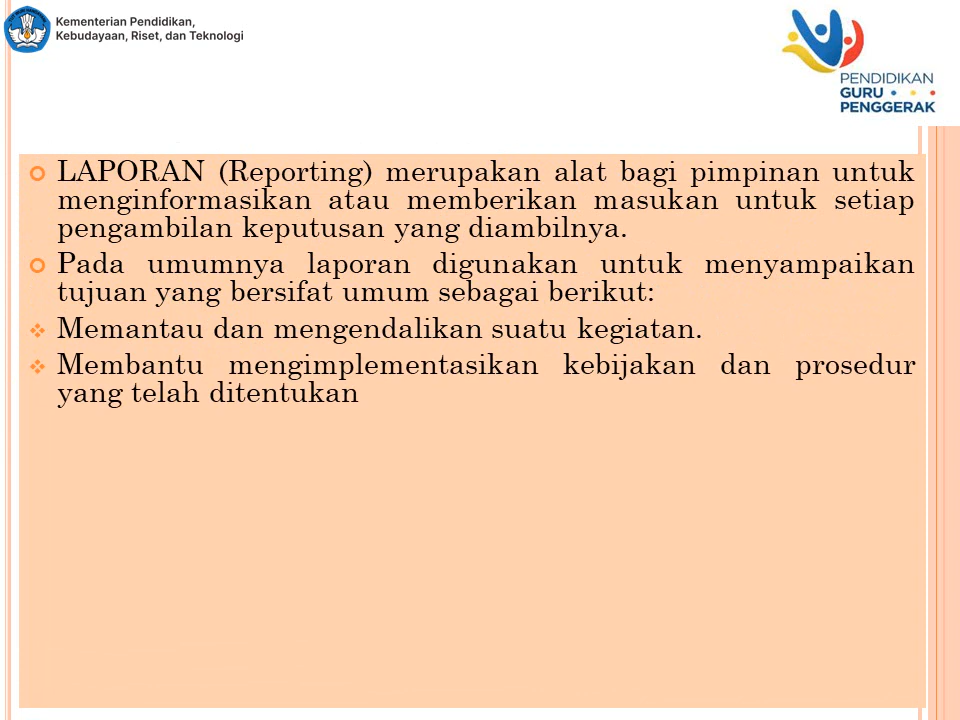 Kementerian Pendidikan,
Kebudayaan, Riset, dan Teknologi
PENDIDIKAN
GURU
PENGGERAK
LAPORAN (Reporting) merupakan alat bagi pimpinan untuk
menginformasikan atau memberikan masukan untuk setiap
pengambilan keputusan yang diambilnya.
Pada umumnya laporan digunakan untuk menyampaikan
tujuan yang bersifat umum sebagai berikut:
Memantau dan mengendalikan suatu kegiatan.
Membantu mengimplementasikan kebijakan dan prosedur
yang telah ditentukan